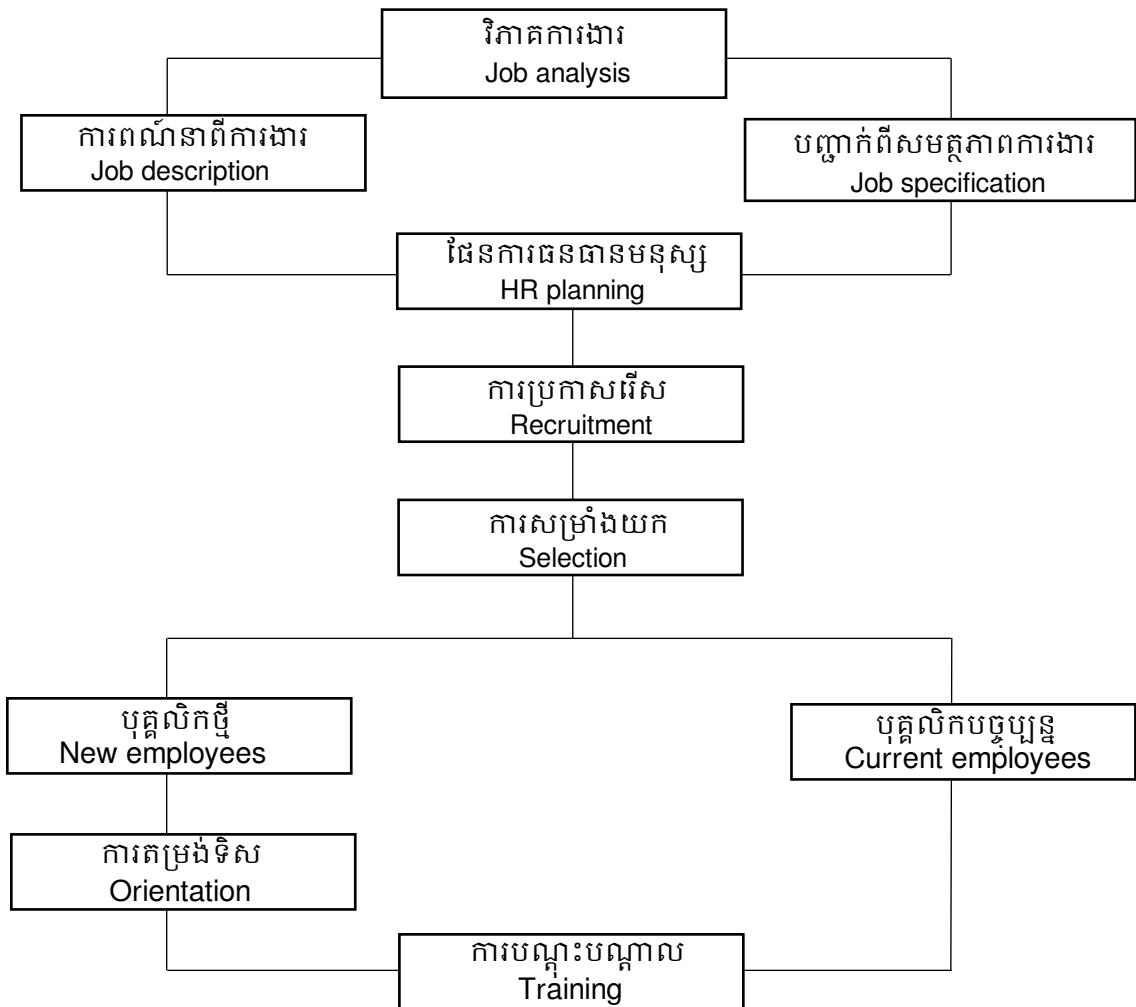 វិភាគការងារ
Job analysis
ការពណ៍នាពីការងារ
Job description
បញ្ជាក់ពីសមត្ថភាពការងារ
Job specification
ផែនការធនធានមនុស្ស
HR planning
ការប្រកាសរើស
Recruitment
ការសម្រាំងយក
Selection
បុគ្គលិកថ្មី
New employees
បុគ្គលិកបច្ចុប្បន្ន
Current employees
ការតម្រង់ទិស
Orientation
ការបណ្តុះបណ្តាល
Training